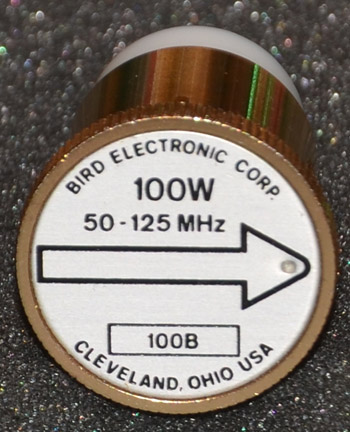 BIRD ELECTRONIC CORP.
100W
50-125 MHz
100B
CLEVELAND, OHIO USA